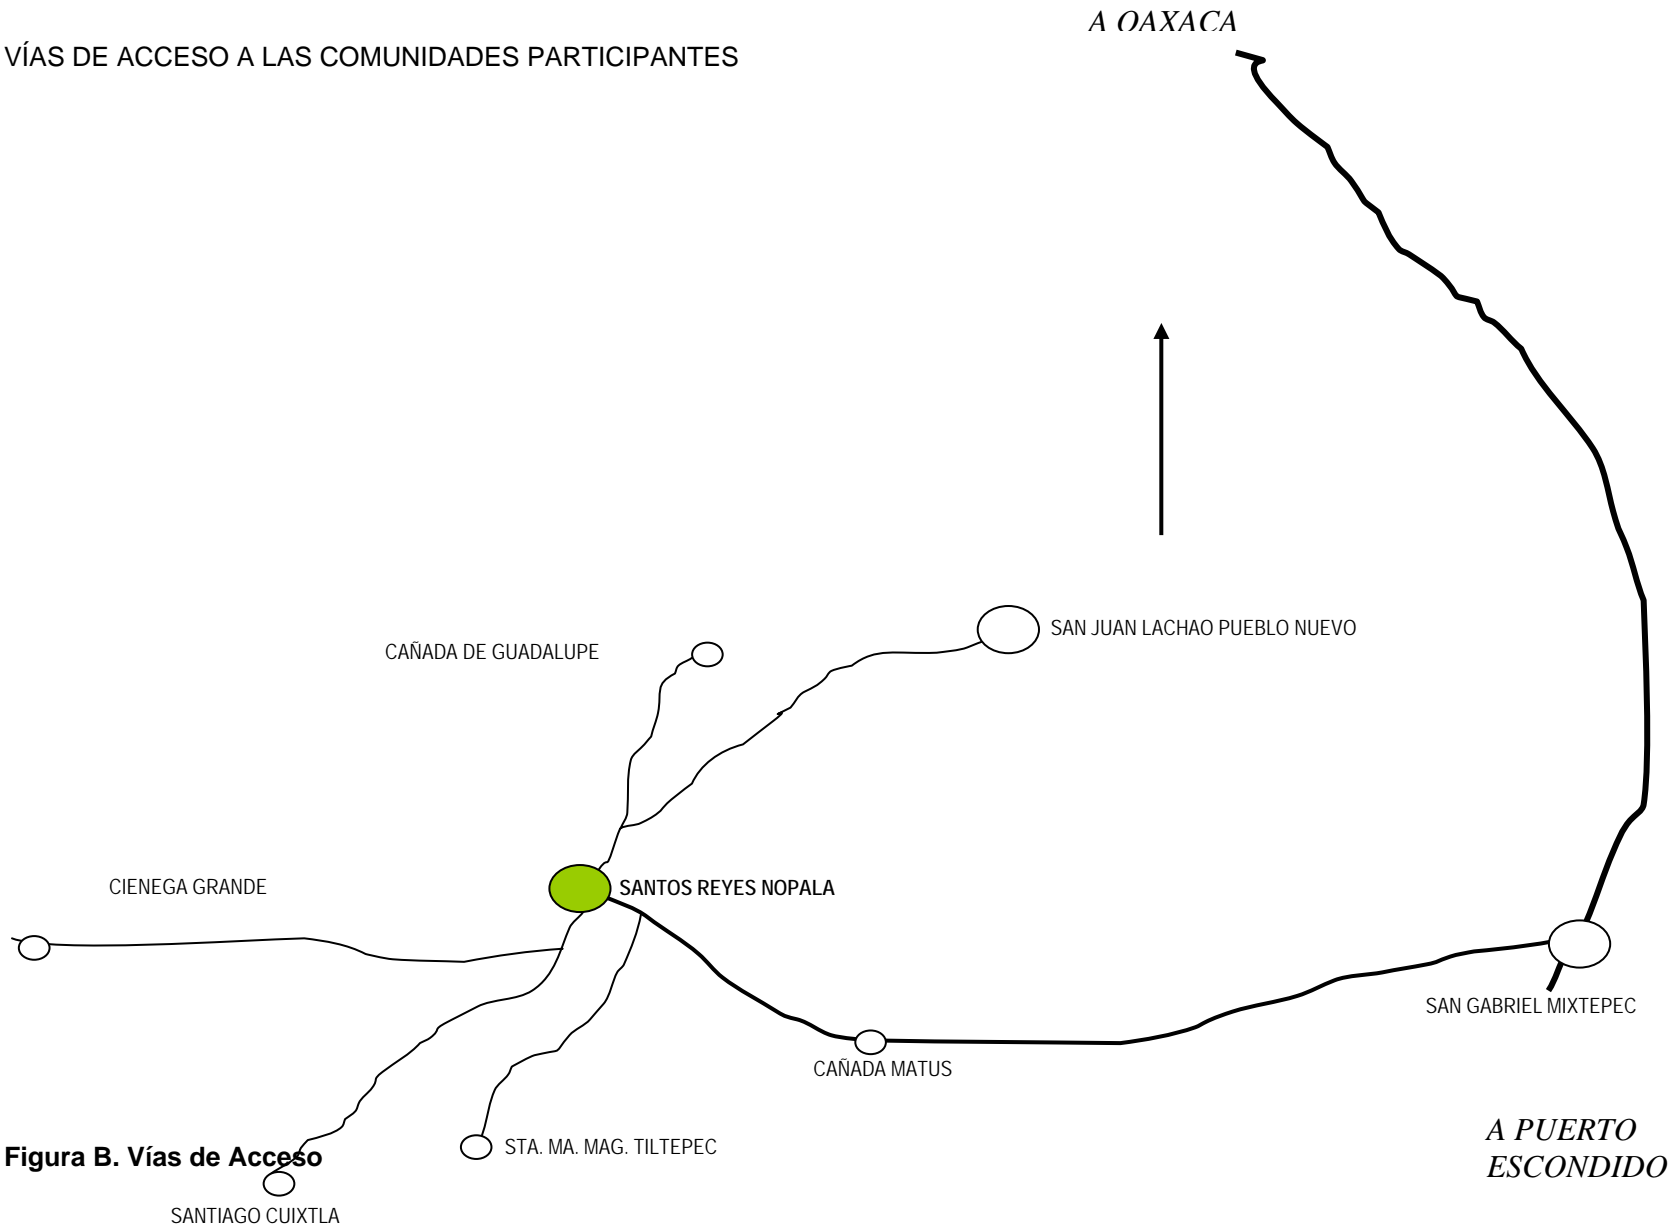 A OAXACA
VÍAS DE ACCESO A LAS COMUNIDADES PARTICIPANTES
SAN JUAN LACHAO PUEBLO NUEVO
CAÑADA DE GUADALUPE
CIENEGA GRANDE
SANTOS REYES NOPALA
SAN GABRIEL MIXTEPEC
CAÑADA MATUS
A PUERTO
ESCONDIDO
STA. MA. MAG. TILTEPEC
Figura B. Vías de Acceso
SANTIAGO CUIXTLA